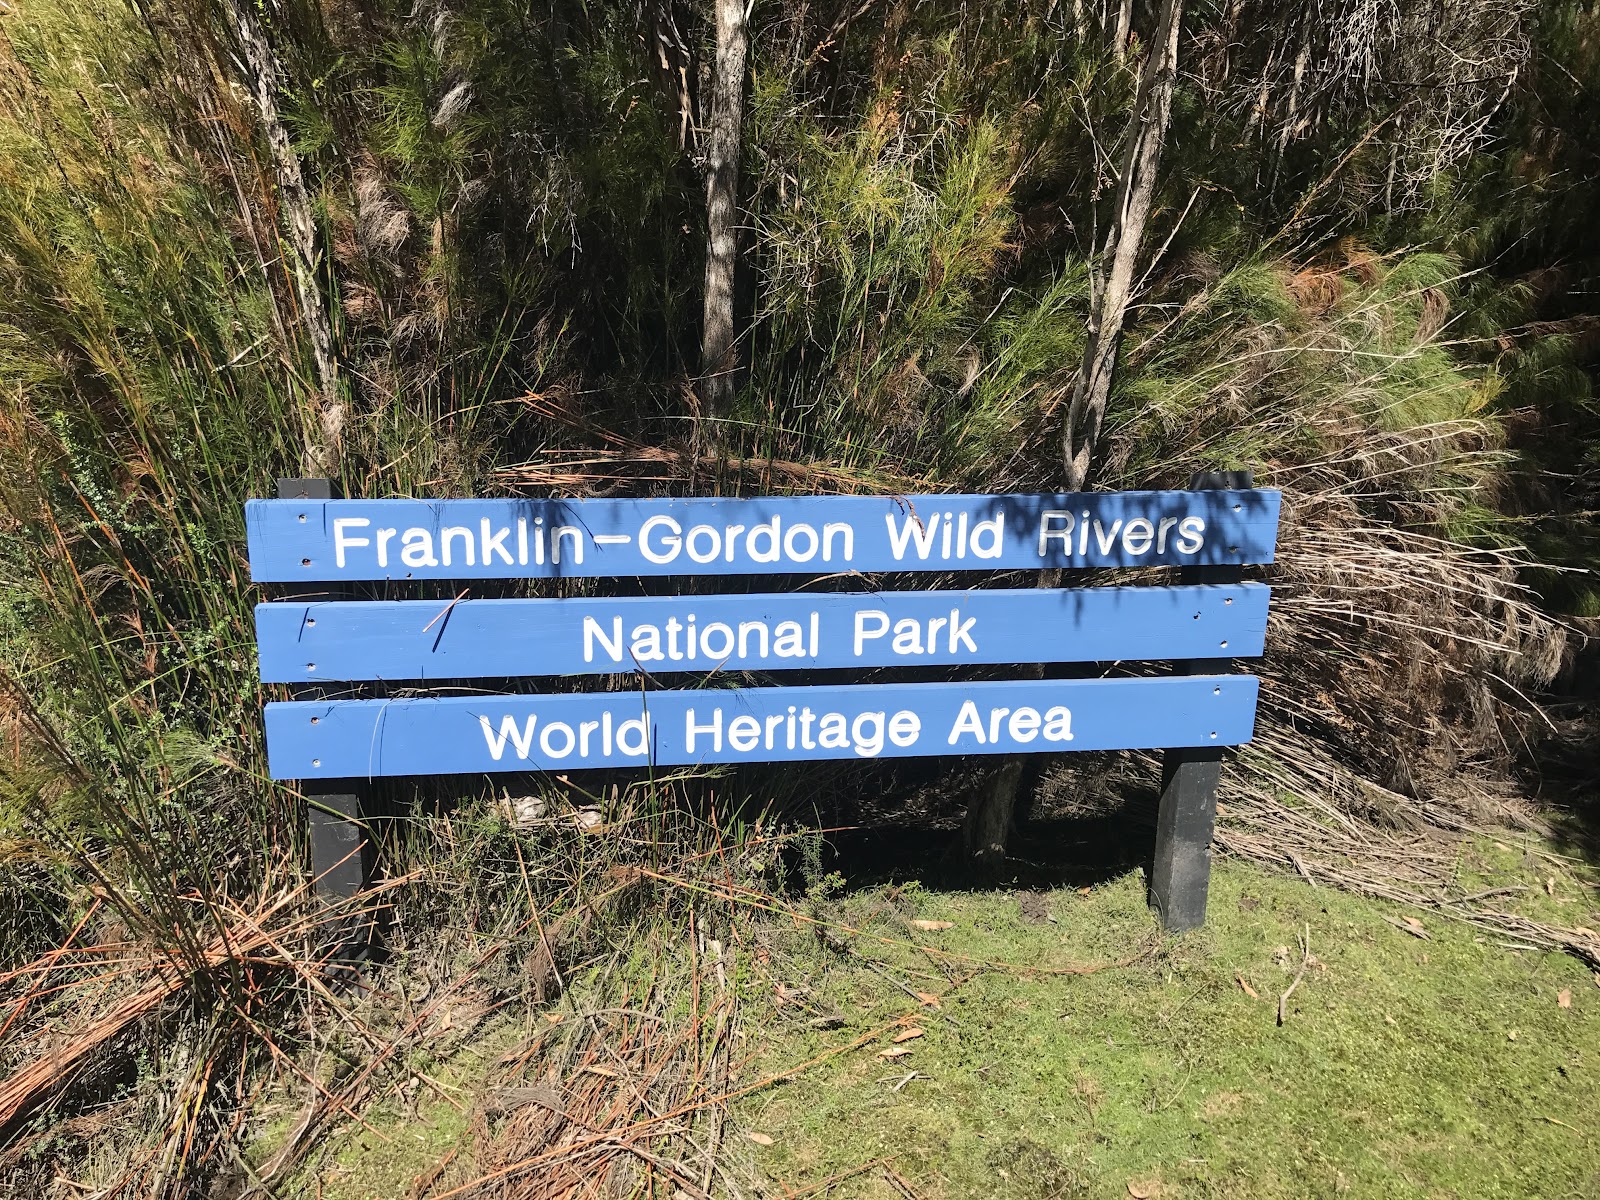 Franklin–Gordon Wild Rivers
National Park
World Heritage Area